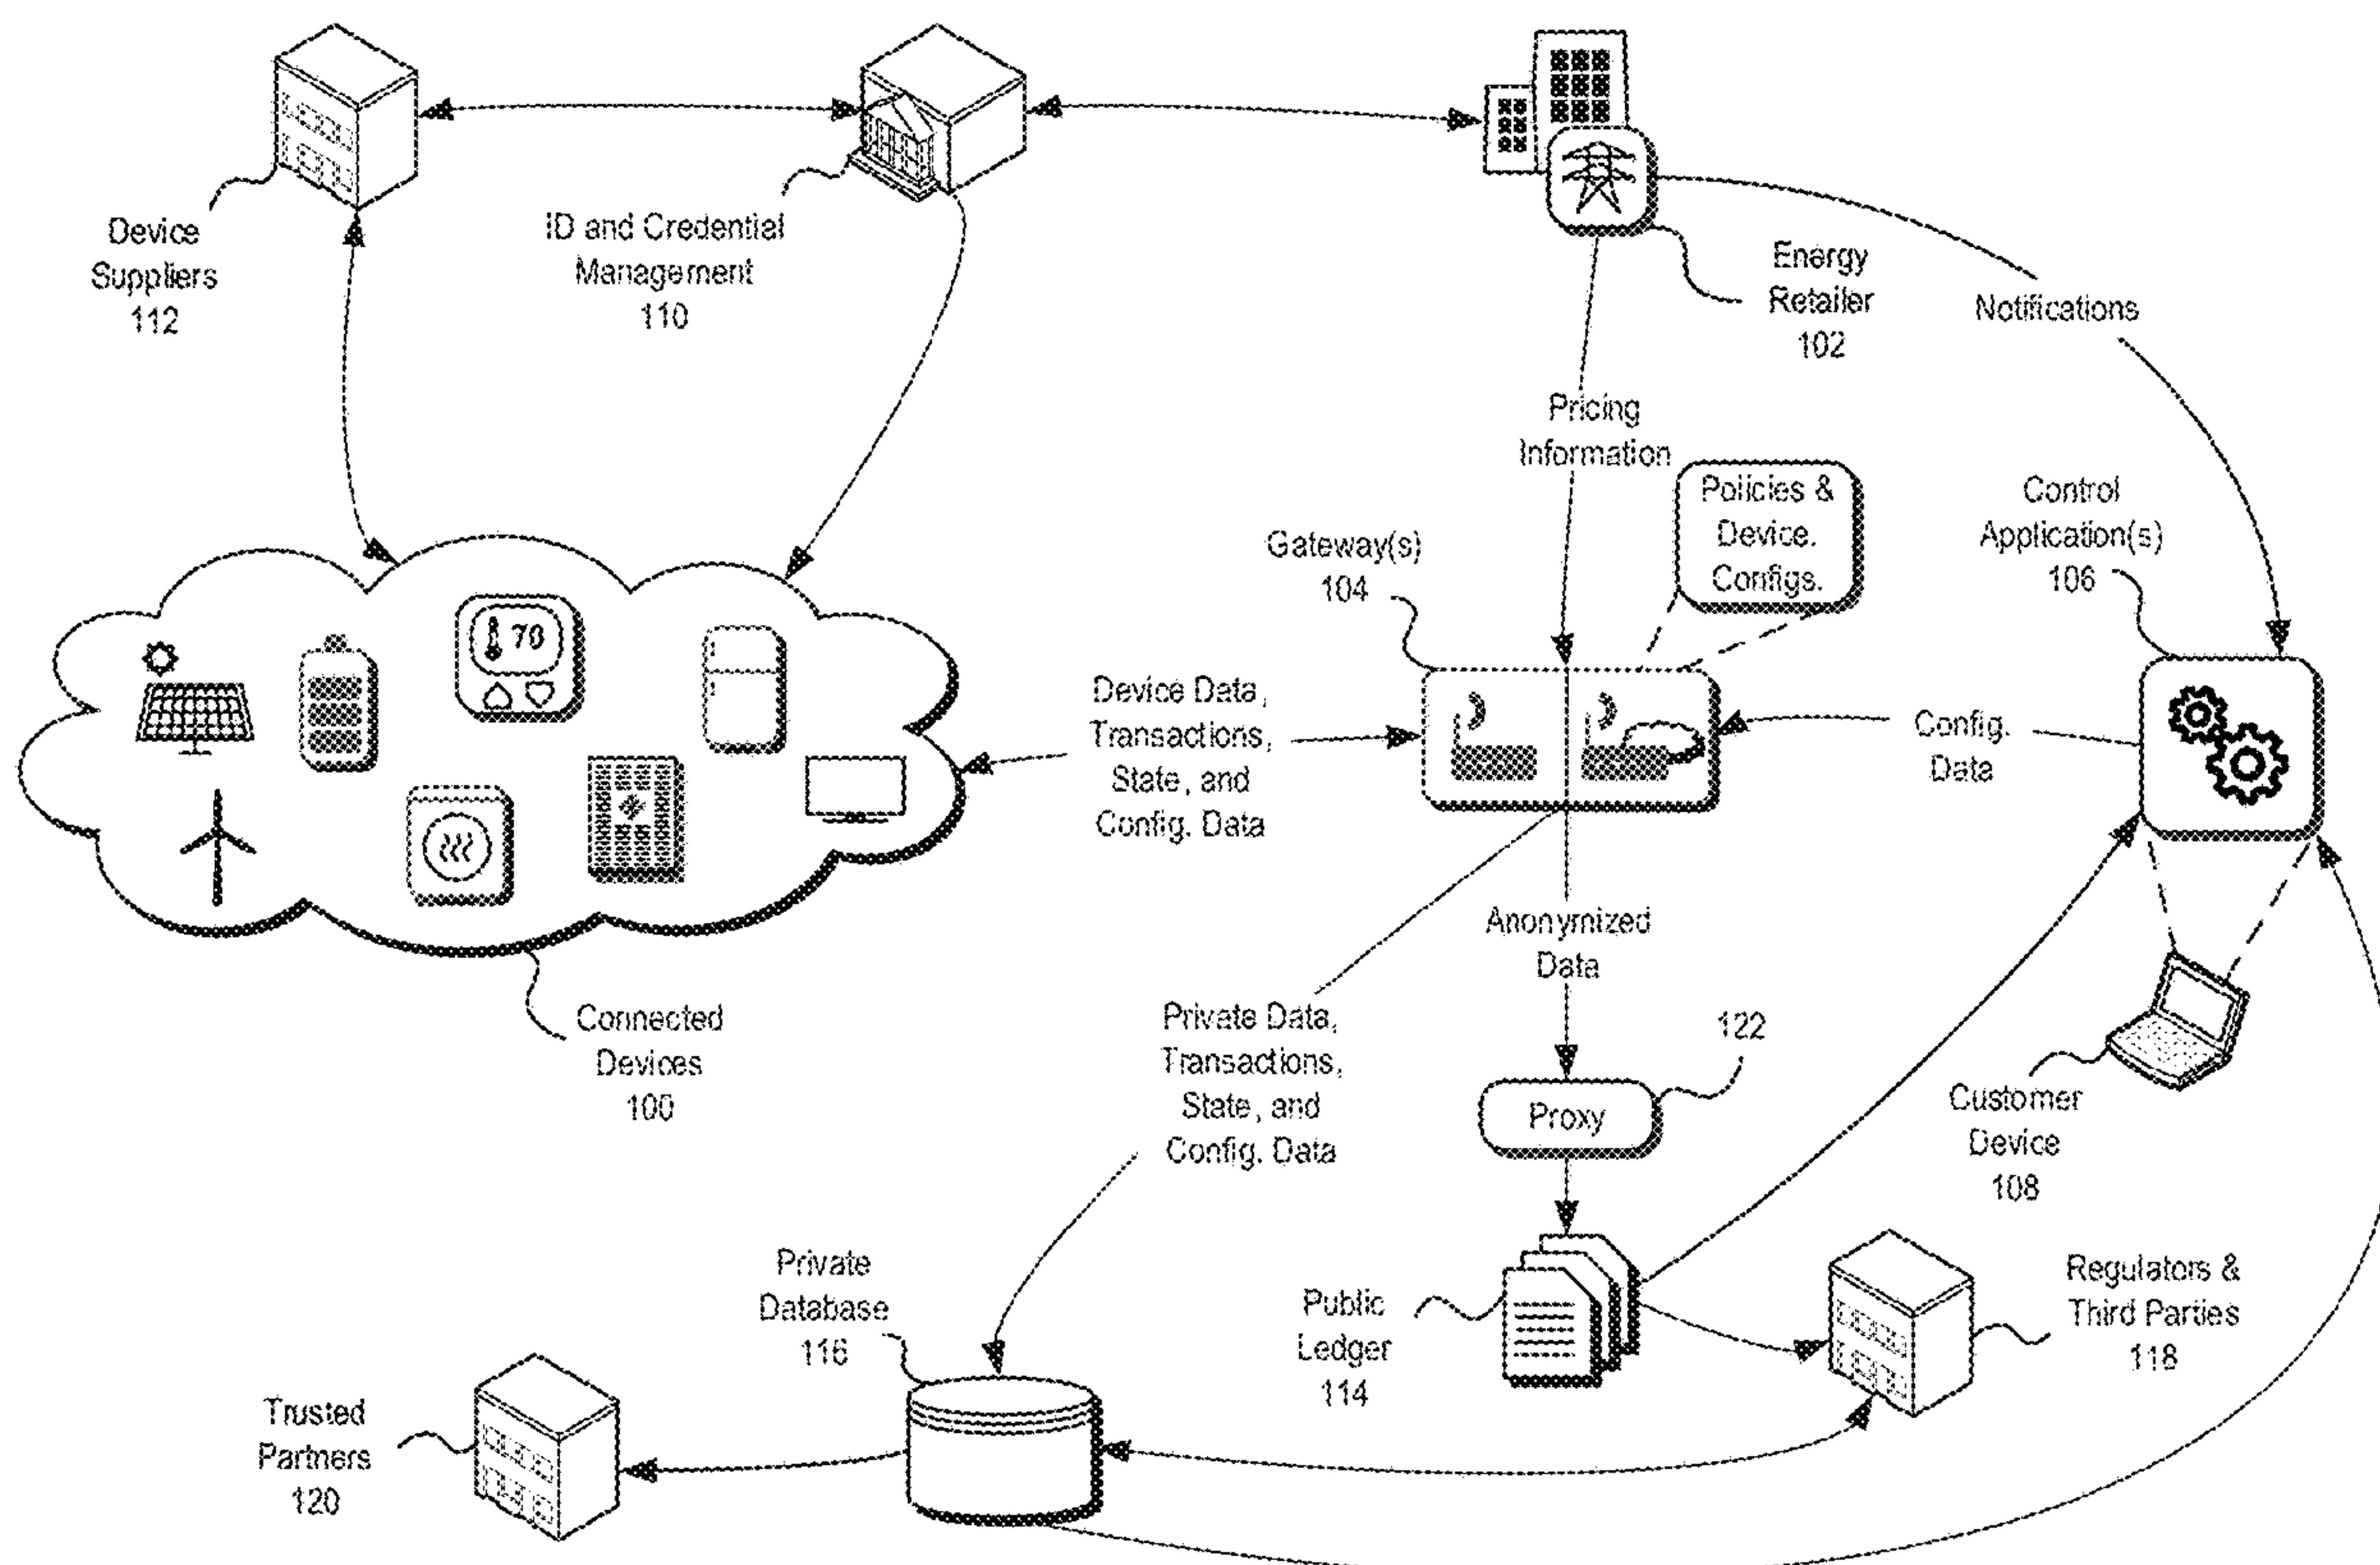 Device
Suppliers
112
ID and Credential
Management
110
Energy
Retailer
102
Notifications
Pricing
Information
Policies &
Device.
Configs.
Control
Application(s)
106
Gateway(s)
104
70
Device Data,
Transactions,
State, and
Config. Data
Config.
Data
Anonymized
Data
Connected
Devices
100
Private Data,
Transactions,
State, and
Config. Data
122
Proxy
Customer
Device
108
Private
Database
116
Public
Ledger
114
Regulators &
Third Parties
118
Trusted
Partners
120